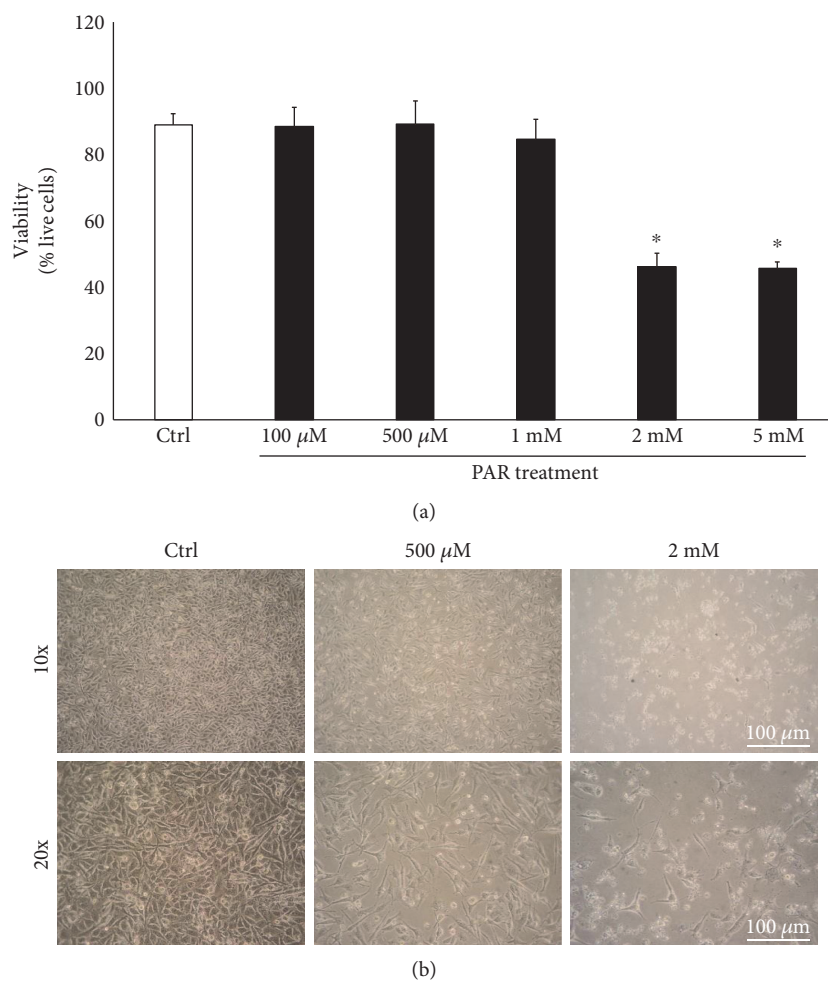 120
100
80
60
40
20
0
Viability
(% live cells)
*
*
Ctrl
100 μM
500 μM
1 mM
2 mM
5 mM
PAR treatment
(a)
Ctrl
500 μM
2 mM
10x
100 μm
20x
100 μm
(b)